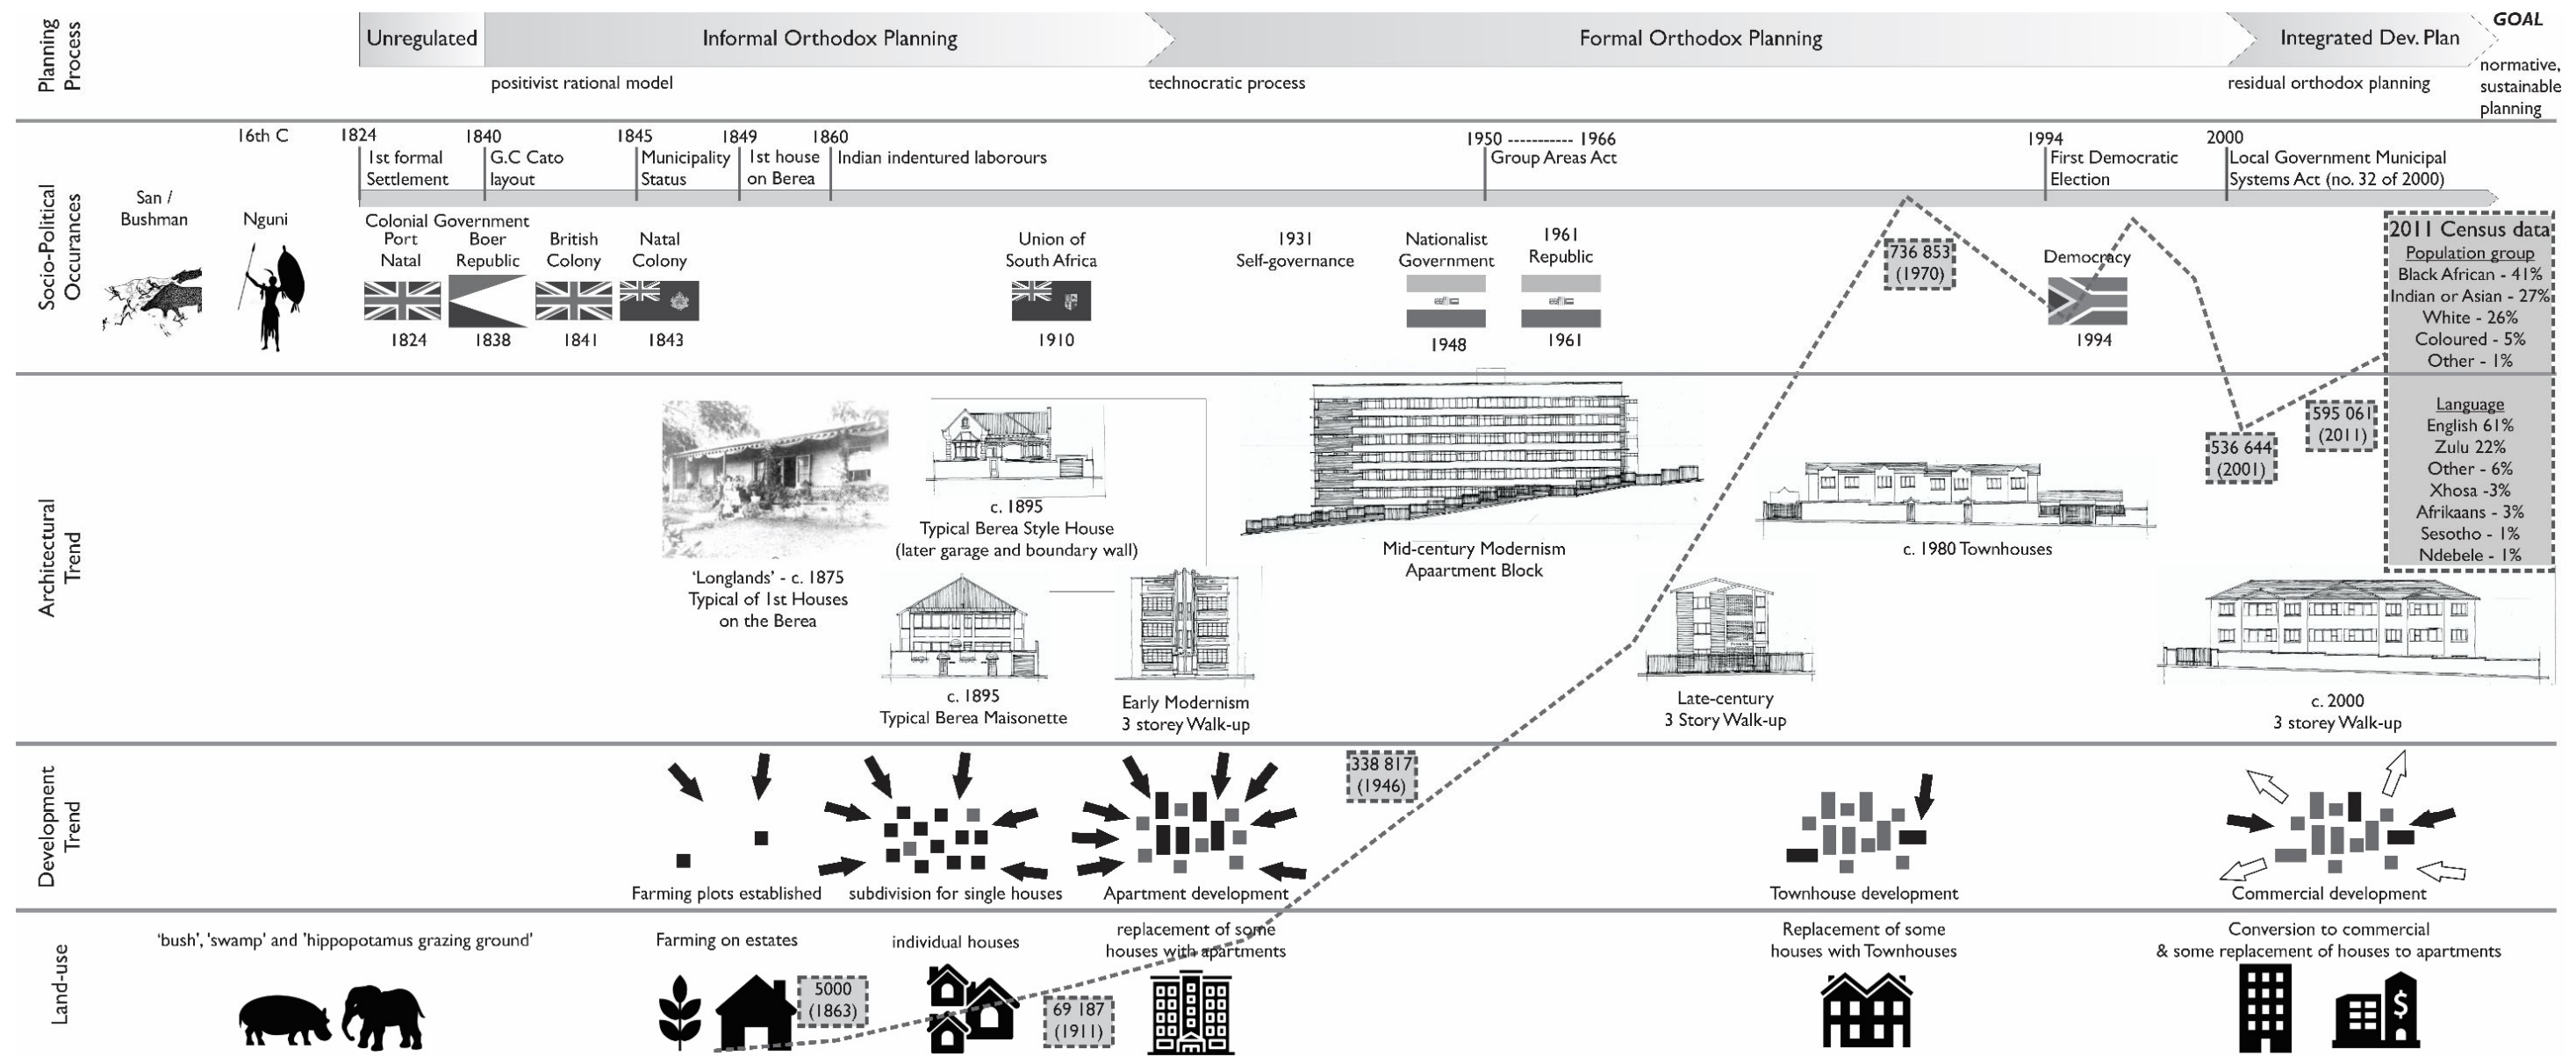 Planning
Process
Unregulated
Informal Orthodox Planning
Formal Orthodox Planning
Integrated Dev. Plan
GOAL
positivist rational model
technocratic process
residual orthodox planning
normative,
sustainable
planning
Socio-Political
Occurances
16th C
1824
1st formal
Settlement
1840
G.C Cato
layout
1845
Municipality
Status
1849
1st house
on Berea
1860
Indian indentured laborours
1950 ----------- 1966
Group Areas Act
1994
First Democratic
Election
2000
Local Government Municipal
Systems Act (no. 32 of 2000)
San /
Bushman
Nguni
Colonial Government
Port
Natal
1824
Boer
Republic
1838
British
Colony
1841
Natal
Colony
1843
Union of
South Africa
1910
1931
Self-governance
Nationalist
Government
1948
1961
Republic
1961
736 853
(1970)
Democracy
1994
2011 Census data
Population group
Black African - 41%
Indian or Asian - 27%
White - 26%
Coloured - 5%
Other - 1%
Language
English 61%
Zulu 22%
Other - 6%
Xhosa -3%
Afrikaans - 3%
Sesotho - 1%
Ndebele - 1%
Architectural
Trend
'Longlands' - c. 1875
Typical of 1st Houses
on the Berea
c. 1895
Typical Berea Style House
(later garage and boundary wall)
c. 1895
Typical Berea Maisonette
Early Modernism
3 storey Walk-up
Mid-century Modernism
Apaartment Block
Late-century
3 Story Walk-up
c. 1980 Townhouses
536 644
(2001)
595 061
(2011)
c. 2000
3 storey Walk-up
Development
Trend
Farming plots established
subdivision for single houses
Apartment development
338 817
(1946)
Townhouse development
Commercial development
Land-use
'bush', 'swamp' and 'hippopotamus grazing ground'
Farming on estates
5000
(1863)
individual houses
69 187
(1911)
replacement of some
houses with apartments
Replacement of some
houses with Townhouses
Conversion to commercial
& some replacement of houses to apartments
$